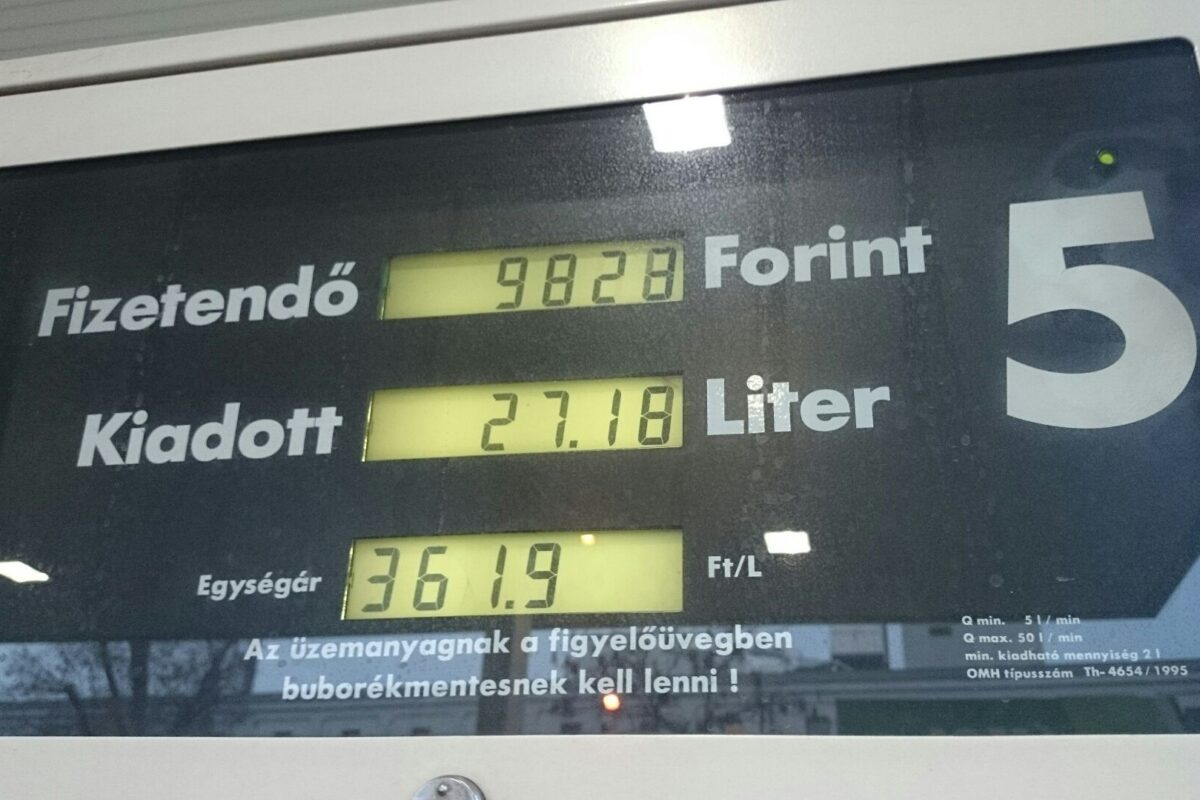 Fizetendő 9828 Forint
5
Kiadott 27.18 Liter
Egységár 361.9 Ft/L
Az üzemanyagnak a figyelőüvegben
buborékmentesnek kell lenni !
Q min. 5 l / min
Q max. 50 l / min
min. kiadható mennyiség 2 l
OMH típusszám Th- 4654 / 1995